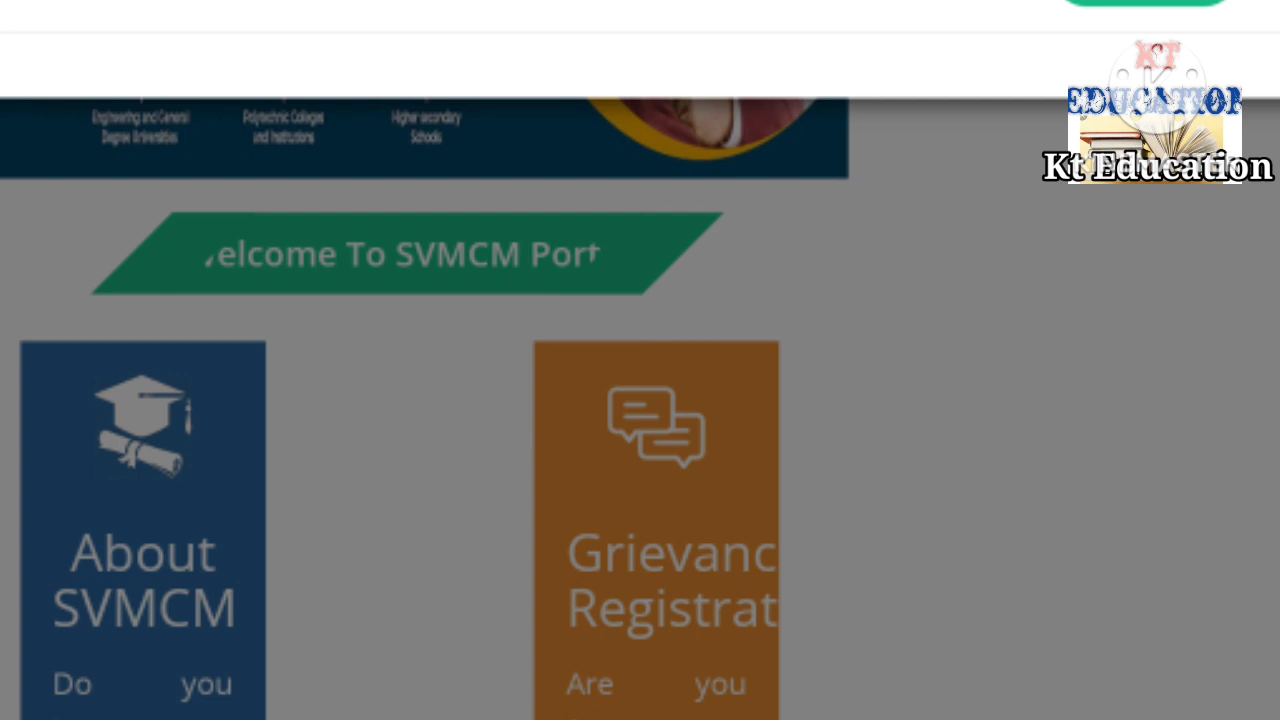 Engineering and General
Degree Universities
Polytechnic Colleges
and Institutions
Higher secondary
Schools
KT
EDUCATION
Kt Education
elcome To SVMCM Port
About
SVMCM
Do you
Grievanc
Registrat
Are you